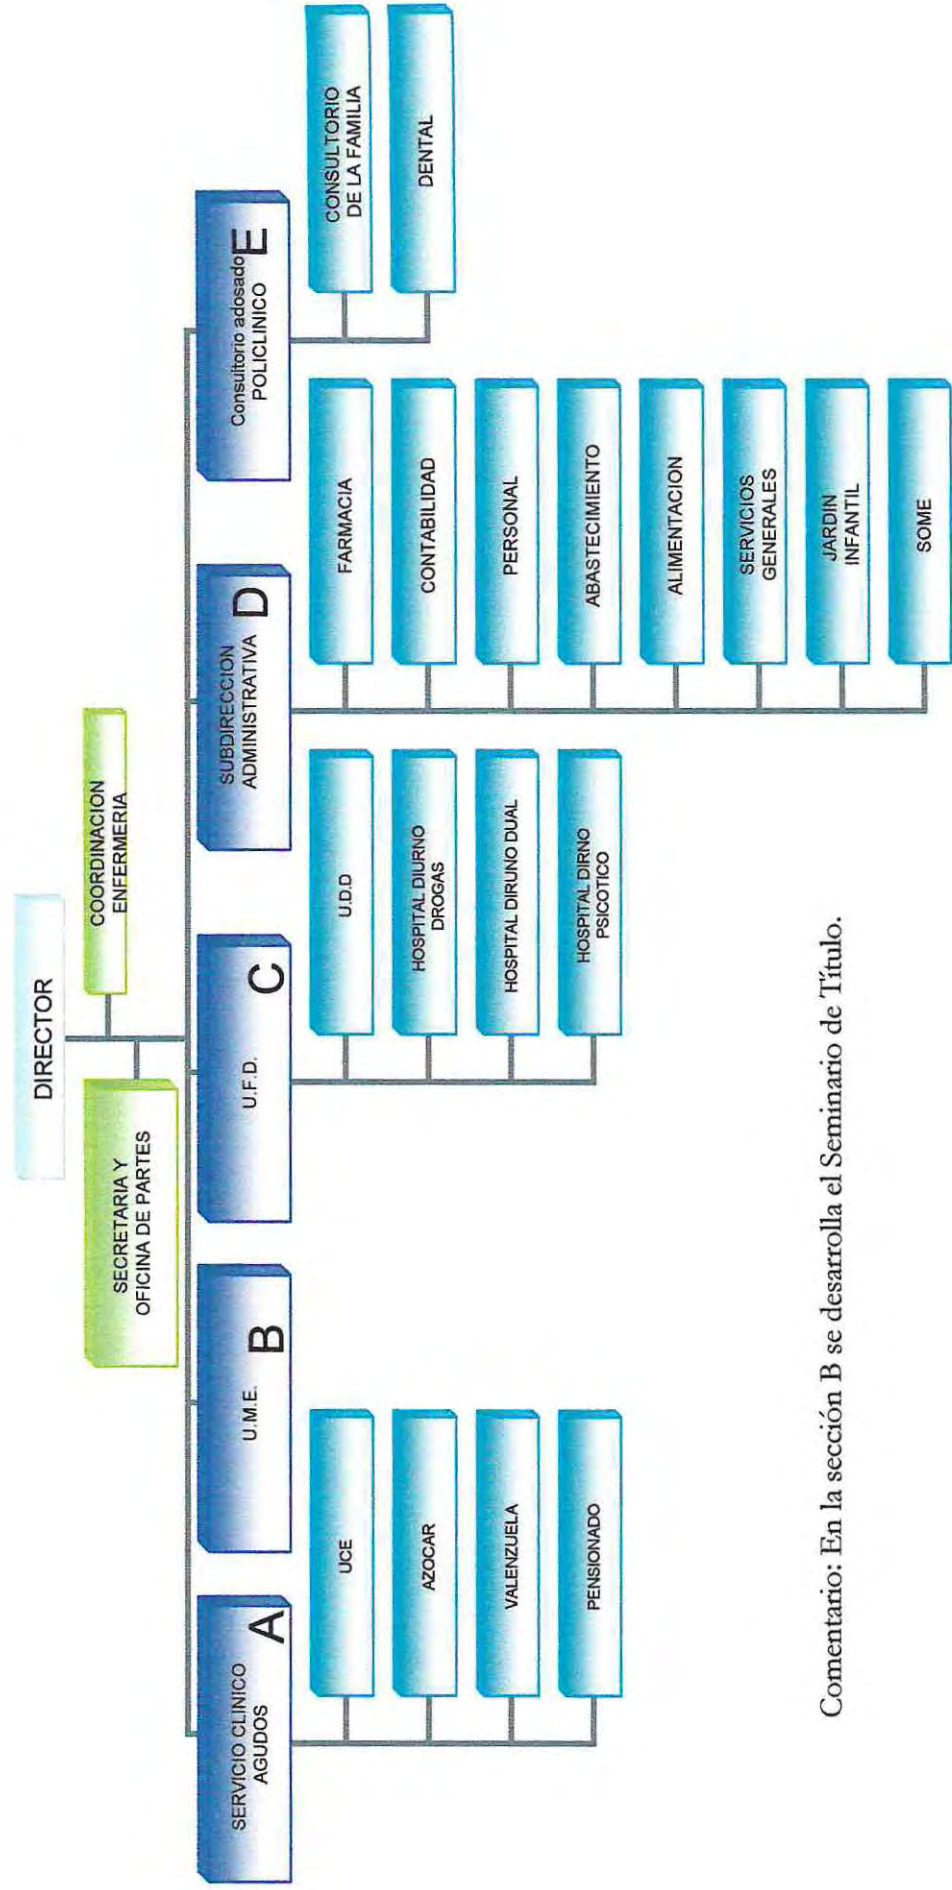 DIRECTOR
COORDINACION
ENFERMERIA
SECRETARIA Y
OFICINA DE PARTES
SERVICIO CLINICO
AGUDOS
A
UCE
AZOCAR
VALENZUELA
PENSIONADO
U.M.E.
B
U.F.D.
C
U.D.D
HOSPITAL DIURNO
DROGAS
HOSPITAL DIRUNO DUAL
HOSPITAL DIRNO
PSICOTICO
SUBDIRECCION
ADMINISTRATIVA
D
FARMACIA
CONTABILIDAD
PERSONAL
ABASTECIMIENTO
ALIMENTACION
SERVICIOS
GENERALES
JARDIN
INFANTIL
SOME
Consultorio adosado
POLICLINICO
E
CONSULTORIO
DE LA FAMILIA
DENTAL
Comentario: En la sección B se desarrolla el Seminario de Título.